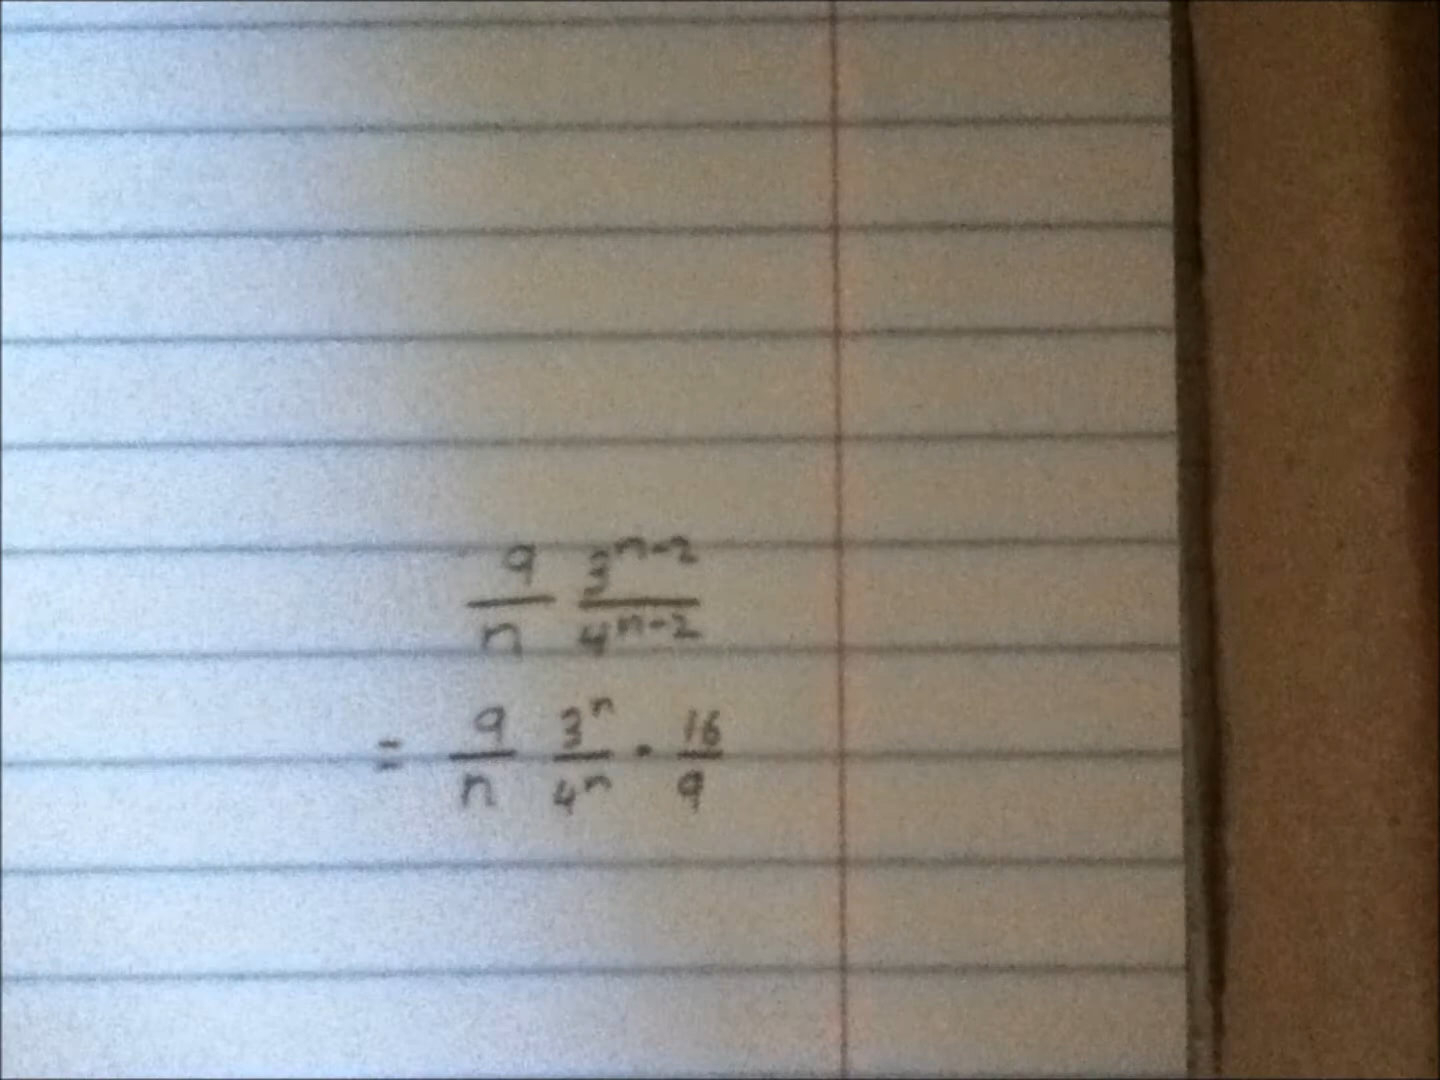 9/n 3^(n-2)/4^(n-2)
= 9/n 3^n/4^n · 16/9